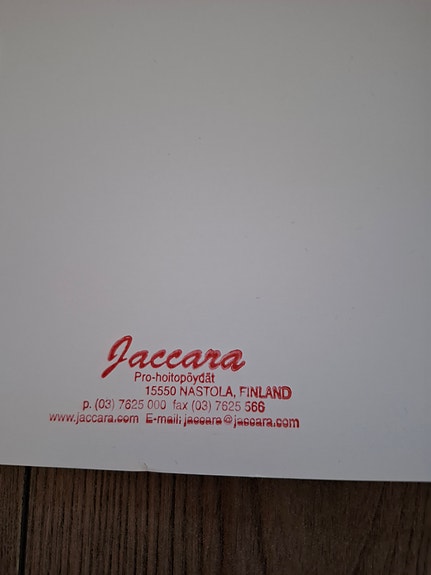 Jaccara
Pro-hoitopöydät
15550 NASTOLA, FINLAND
p. (03) 7625 000 fax (03) 7625 566
www.jaccara.com E-mail: jaccara@jaccara.com